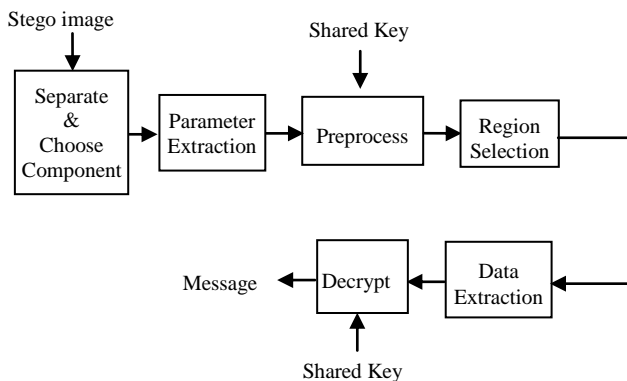 Stego image
Shared Key
Separate
&
Choose
Component
Parameter
Extraction
Preprocess
Region
Selection
Message
Decrypt
Data
Extraction
Shared Key